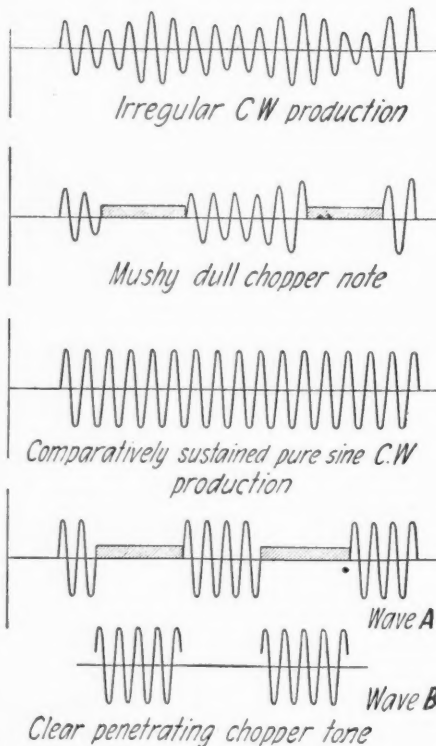 Irregular CW production
Mushy dull chopper note
Comparatively sustained pure sine C.W
production
Wave A
Wave B
Clear penetrating chopper tone